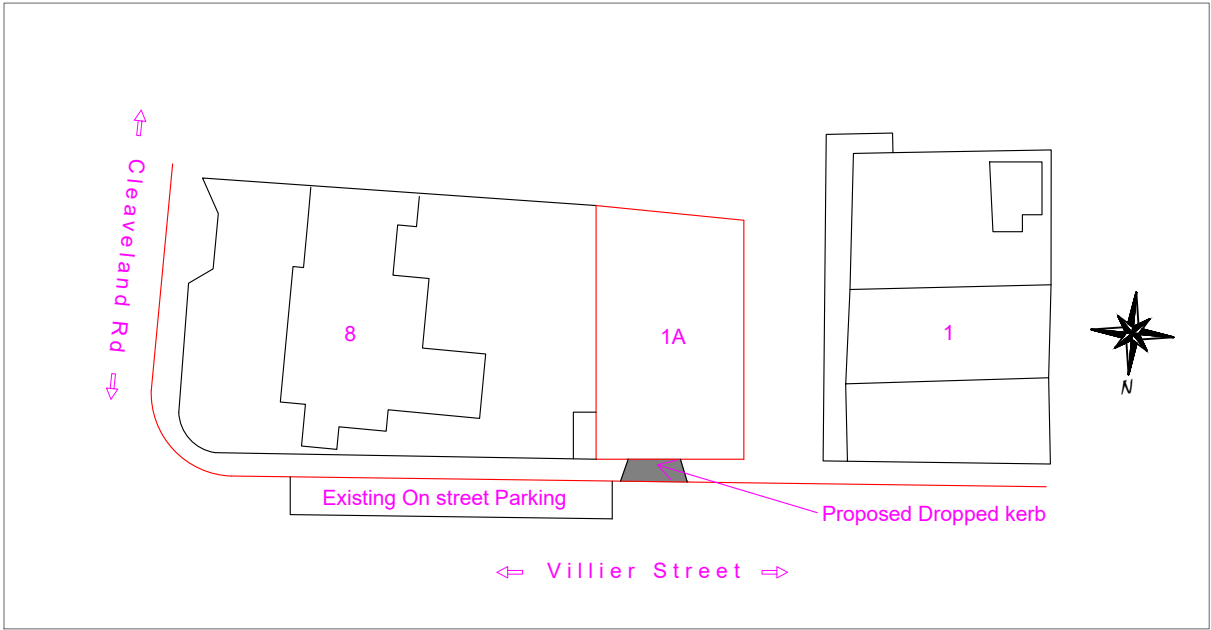 Cleaveland Rd
8
1A
1
N
Existing On street Parking
Proposed Dropped kerb
Villier Street